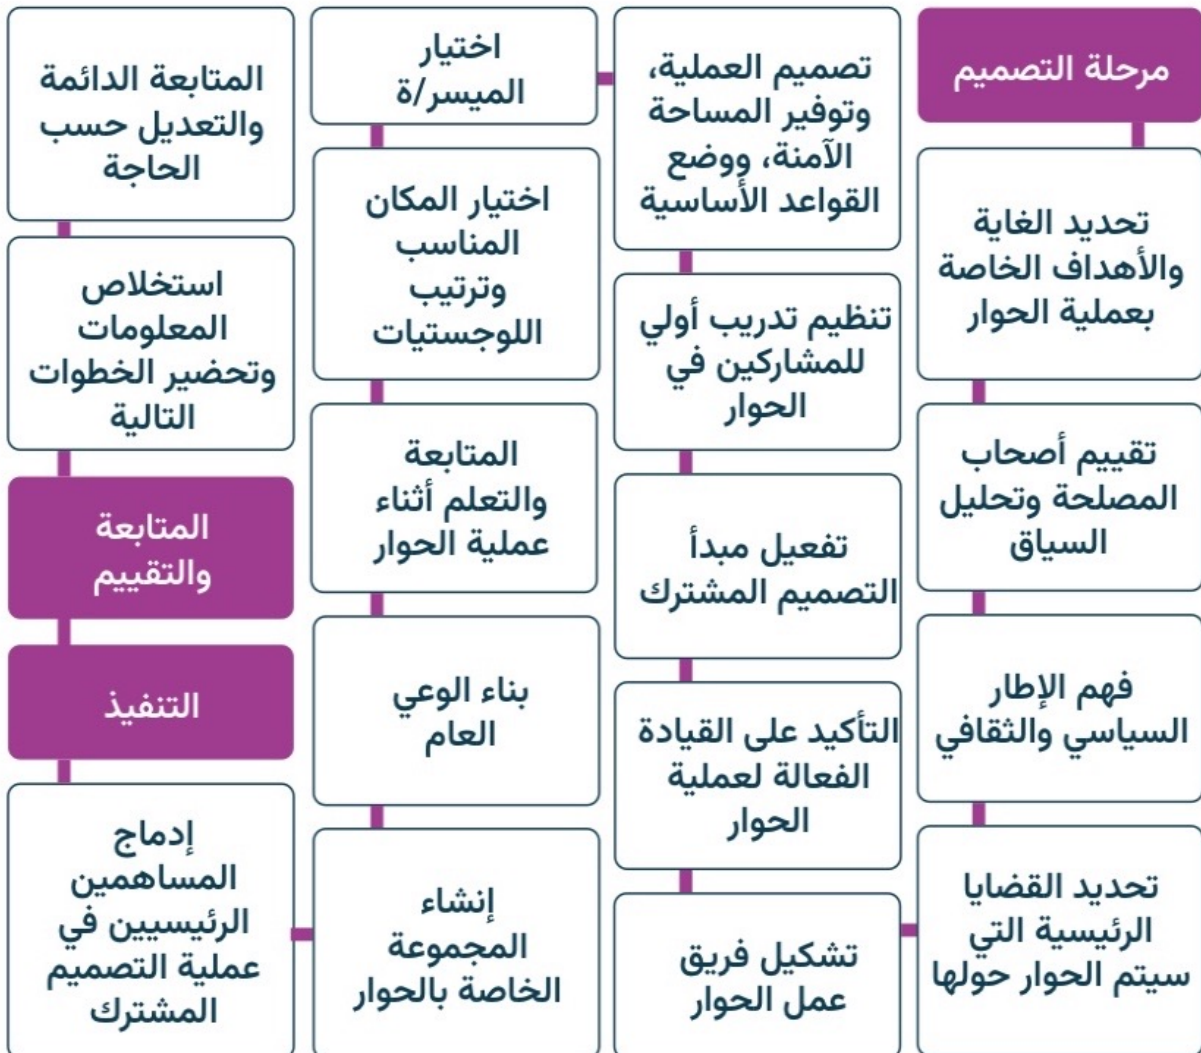 مرحلة التصميم
تحديد الغاية
والأهداف الخاصة
بعملية الحوار
تقييم أصحاب
المصلحة وتحليل
السياق
فهم الإطار
السياسي والثقافي
تحديد القضايا
الرئيسية التي
سيتم الحوار حولها
تشكيل فريق
عمل الحوار
التأكيد على القيادة
الفعالة لعملية
الحوار
تفعيل مبدأ
التصميم المشترك
تنظيم تدريب أولي
للمشاركين في
الحوار
تصميم العملية،
وتوفير المساحة
الآمنة، ووضع
القواعد الأساسية
اختيار
الميسر/ة
اختيار المكان
المناسب
وترتيب
اللوجستيات
المتابعة
والتعلم أثناء
عملية الحوار
بناء الوعي
العام
إنشاء
المجموعة
الخاصة بالحوار
إدماج
المساهمين
الرئيسيين في
عملية التصميم
المشترك
التنفيذ
المتابعة
والتقييم
استخلاص
المعلومات
وتحضير الخطوات
التالية
المتابعة الدائمة
والتعديل حسب
الحاجة